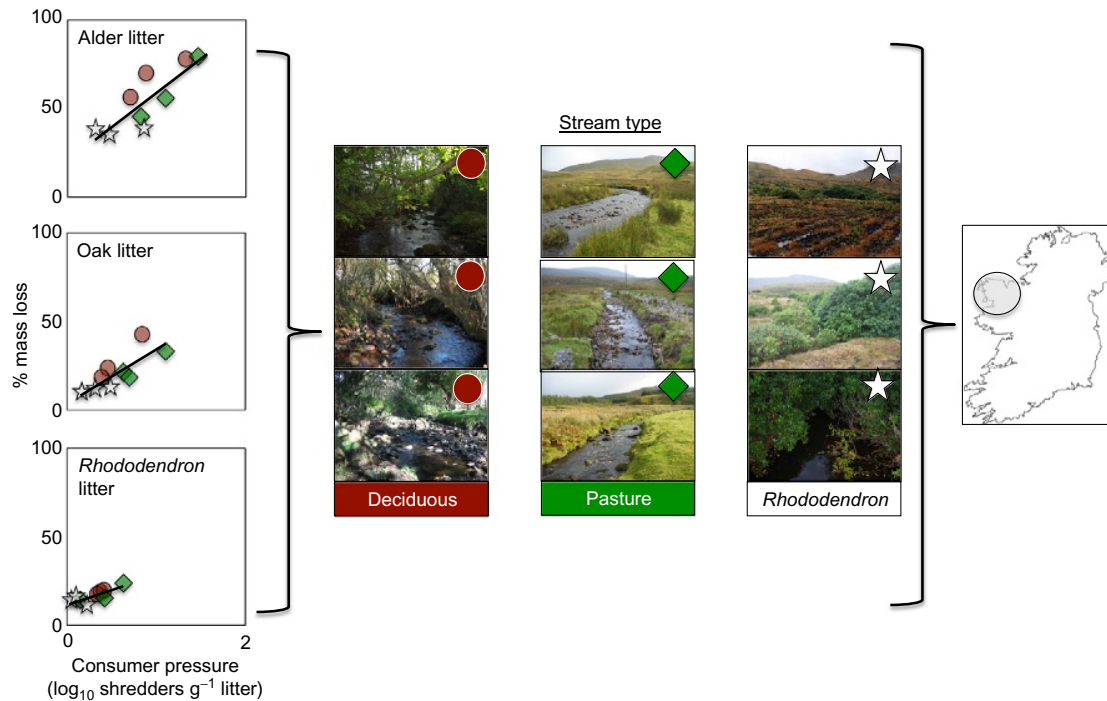 100
Alder litter
50
0
100
Oak litter
50
0
% mass loss
100
Rhododendron
litter
50
0
0
2
Consumer pressure
(log₁₀ shredders g⁻¹ litter)
Stream type
Deciduous
Pasture
Rhododendron